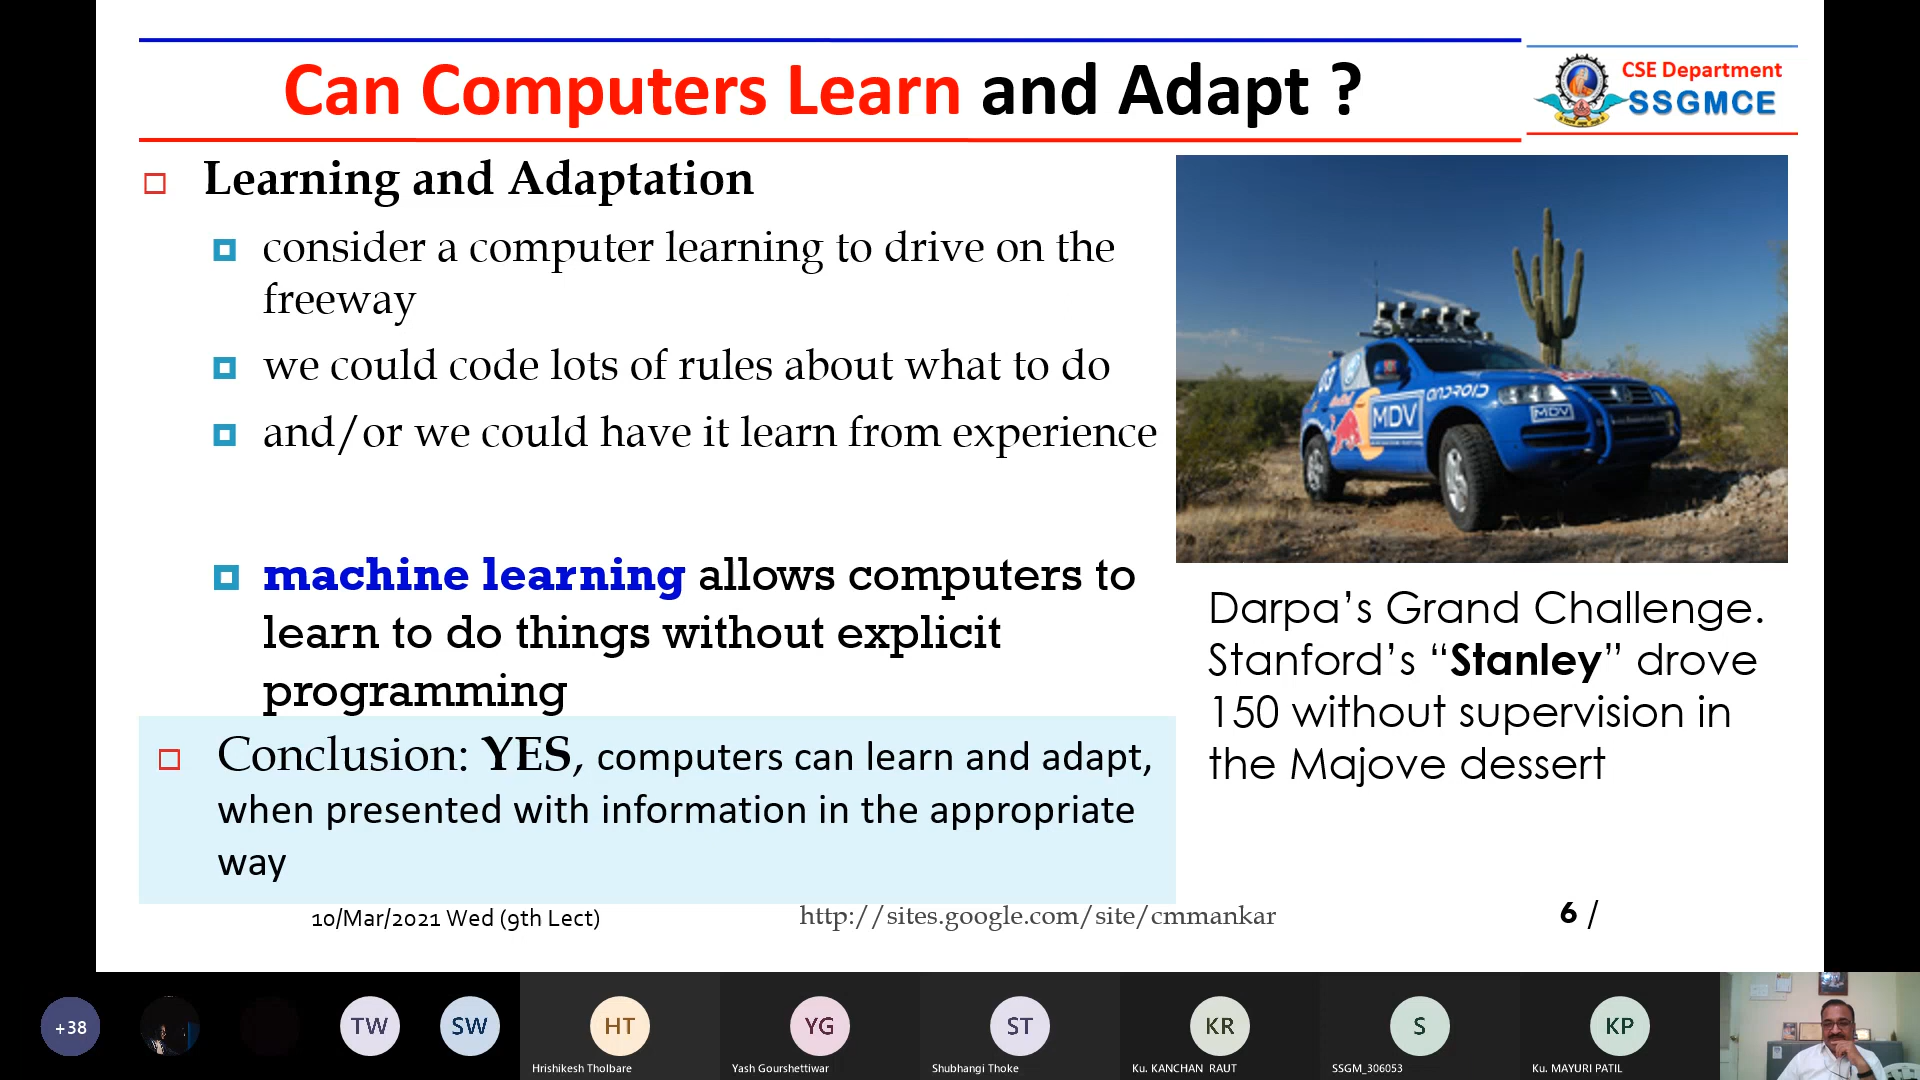 Can Computers Learn and Adapt ?
CSE Department
SSGMCE
Learning and Adaptation
consider a computer learning to drive on the
freeway
we could code lots of rules about what to do
and/or we could have it learn from experience
machine learning allows computers to
learn to do things without explicit
programming
Conclusion: YES, computers can learn and adapt,
when presented with information in the appropriate
way
03
MDV
ANDROID
MDV
Darpa’s Grand Challenge.
Stanford’s “Stanley” drove
150 without supervision in
the Majove dessert
10/Mar/2021 Wed (9th Lect)
http://sites.google.com/site/cmmankar
6 /
+38
TW
SW
HT
Hrishikesh Tholbare
YG
Yash Gourshettiwar
ST
Shubhangi Thoke
KR
Ku. KANCHAN RAUT
S
SSGM_306053
KP
Ku. MAYURI PATIL